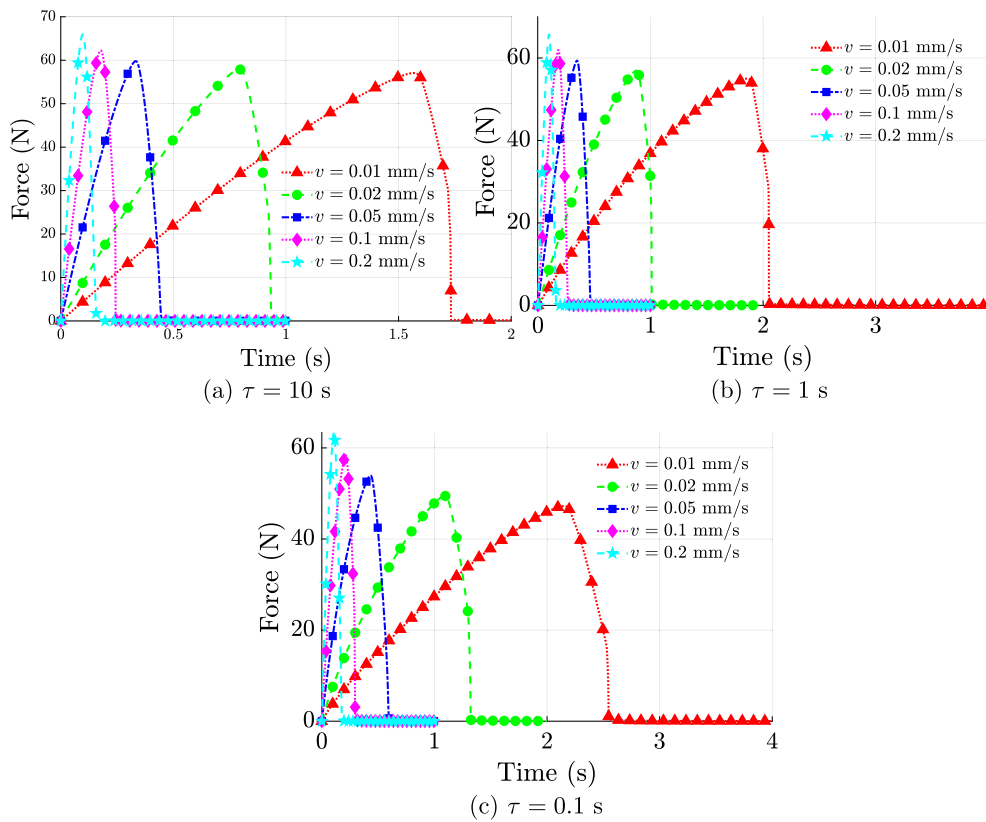 70
60
50
40
30
20
10
0
Force (N)
0
0.5
1
1.5
2
Time (s)
v = 0.01 mm/s
v = 0.02 mm/s
v = 0.05 mm/s
v = 0.1 mm/s
v = 0.2 mm/s
(a) τ = 10 s
60
40
20
0
Force (N)
0
1
2
3
Time (s)
v = 0.01 mm/s
v = 0.02 mm/s
v = 0.05 mm/s
v = 0.1 mm/s
v = 0.2 mm/s
(b) τ = 1 s
60
40
20
0
Force (N)
0
1
2
3
4
Time (s)
v = 0.01 mm/s
v = 0.02 mm/s
v = 0.05 mm/s
v = 0.1 mm/s
v = 0.2 mm/s
(c) τ = 0.1 s